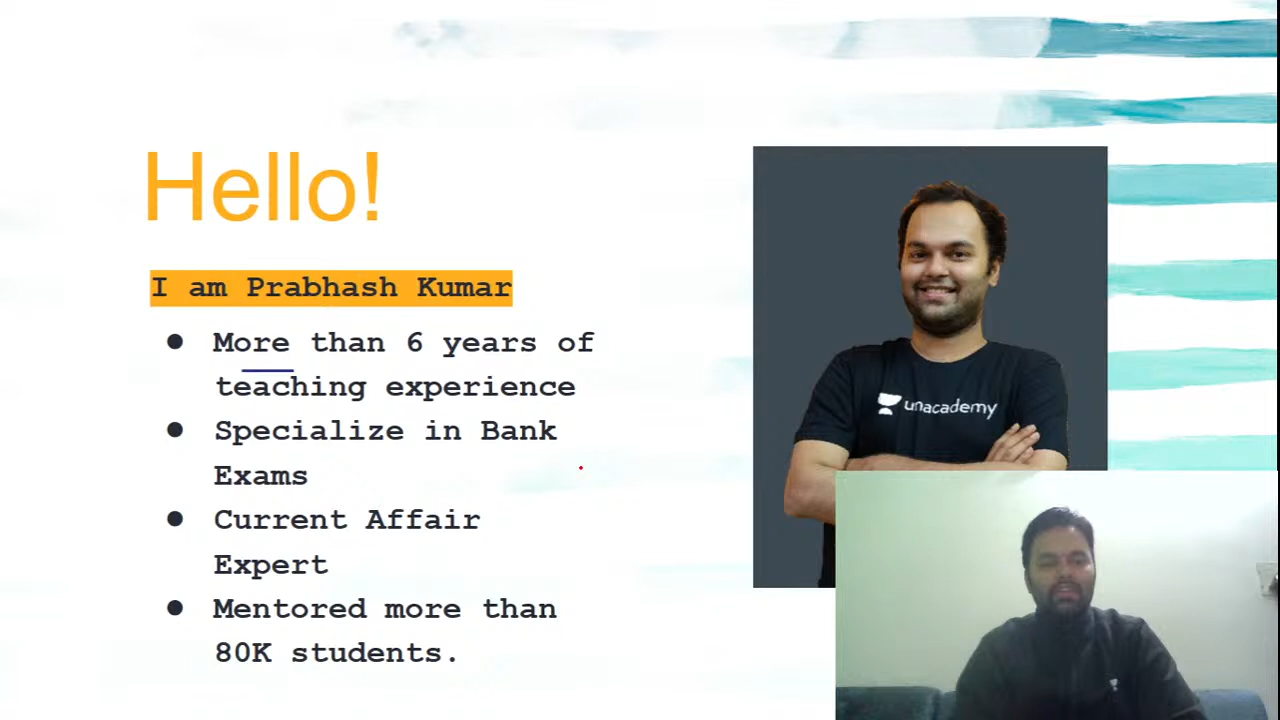 Hello!
I am Prabhash Kumar
● More than 6 years of
teaching experience
● Specialize in Bank
Exams
● Current Affair
Expert
● Mentored more than
80K students.
unacademy